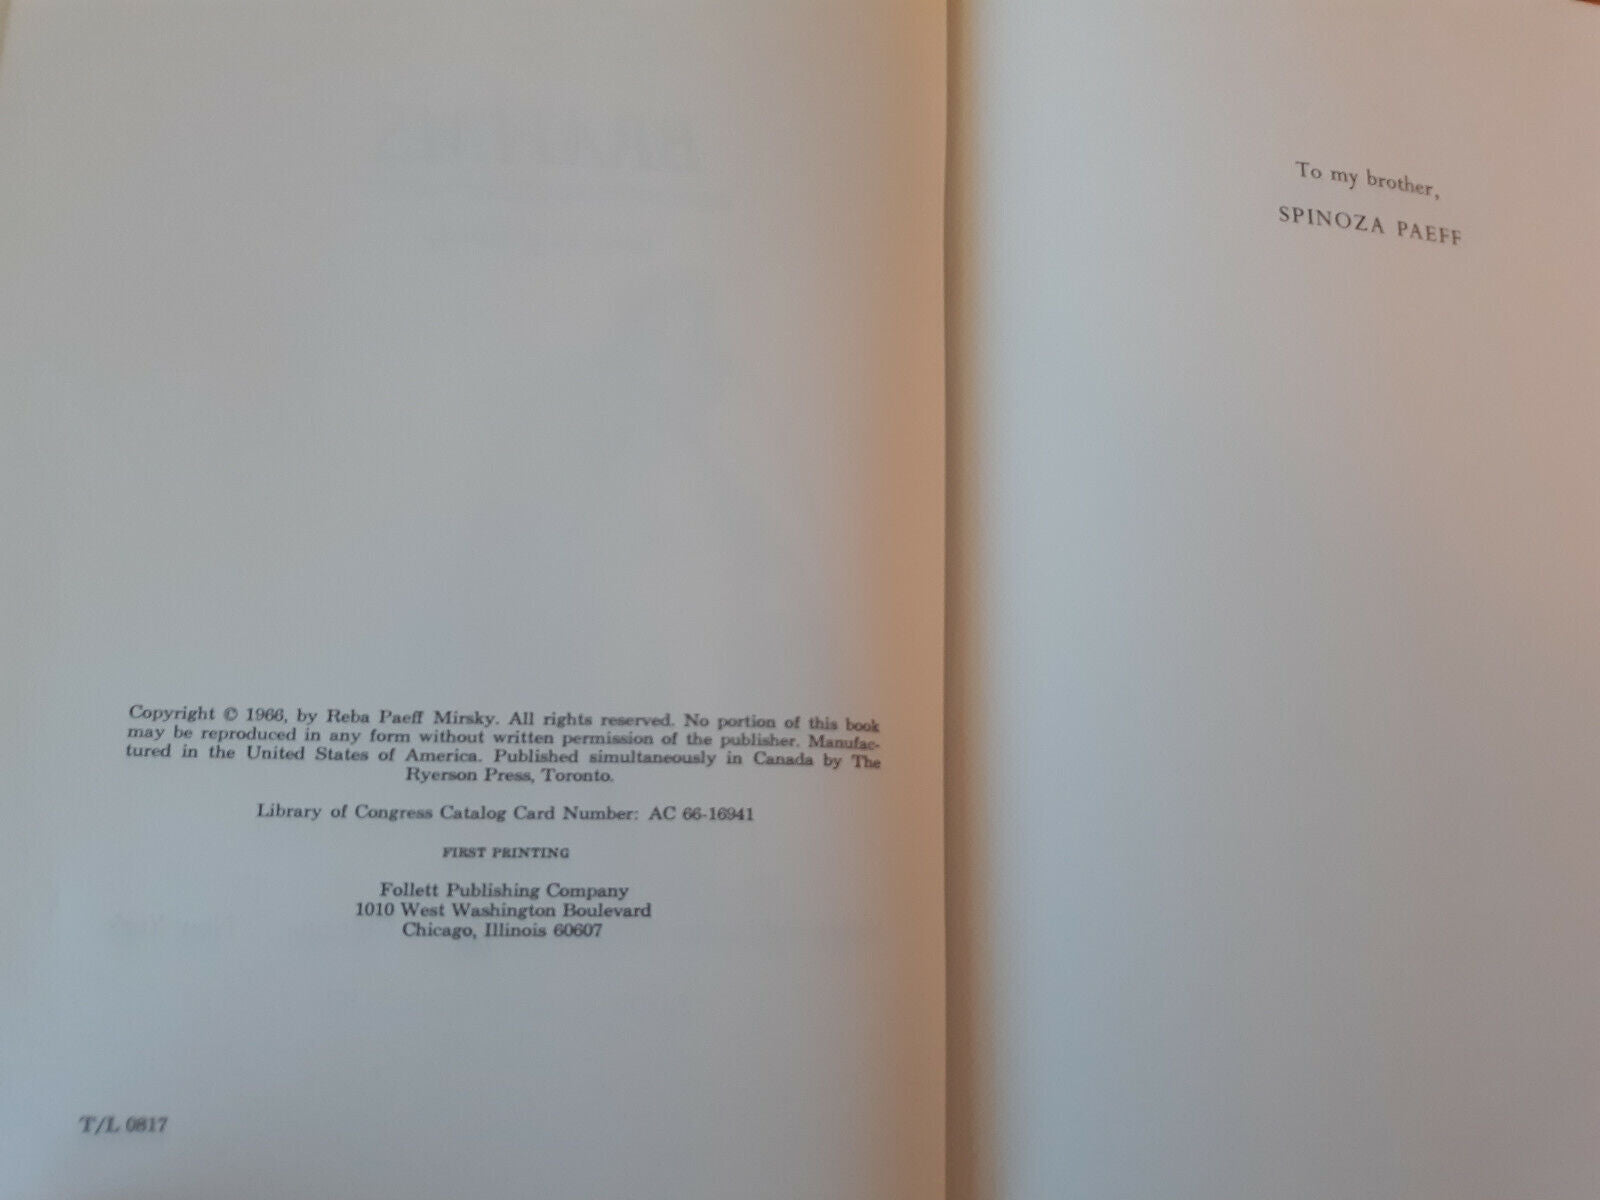 Copyright © 1966, by Reba Paeff Mirsky. All rights reserved. No portion of this book
may be reproduced in any form without written permission of the publisher. Manufac-
tured in the United States of America. Published simultaneously in Canada by The
Ryerson Press, Toronto.
Library of Congress Catalog Card Number: AC 66-16941
FIRST PRINTING
Follett Publishing Company
1010 West Washington Boulevard
Chicago, Illinois 60607
T/L 0817
To my brother,
SPINOZA PAEFF